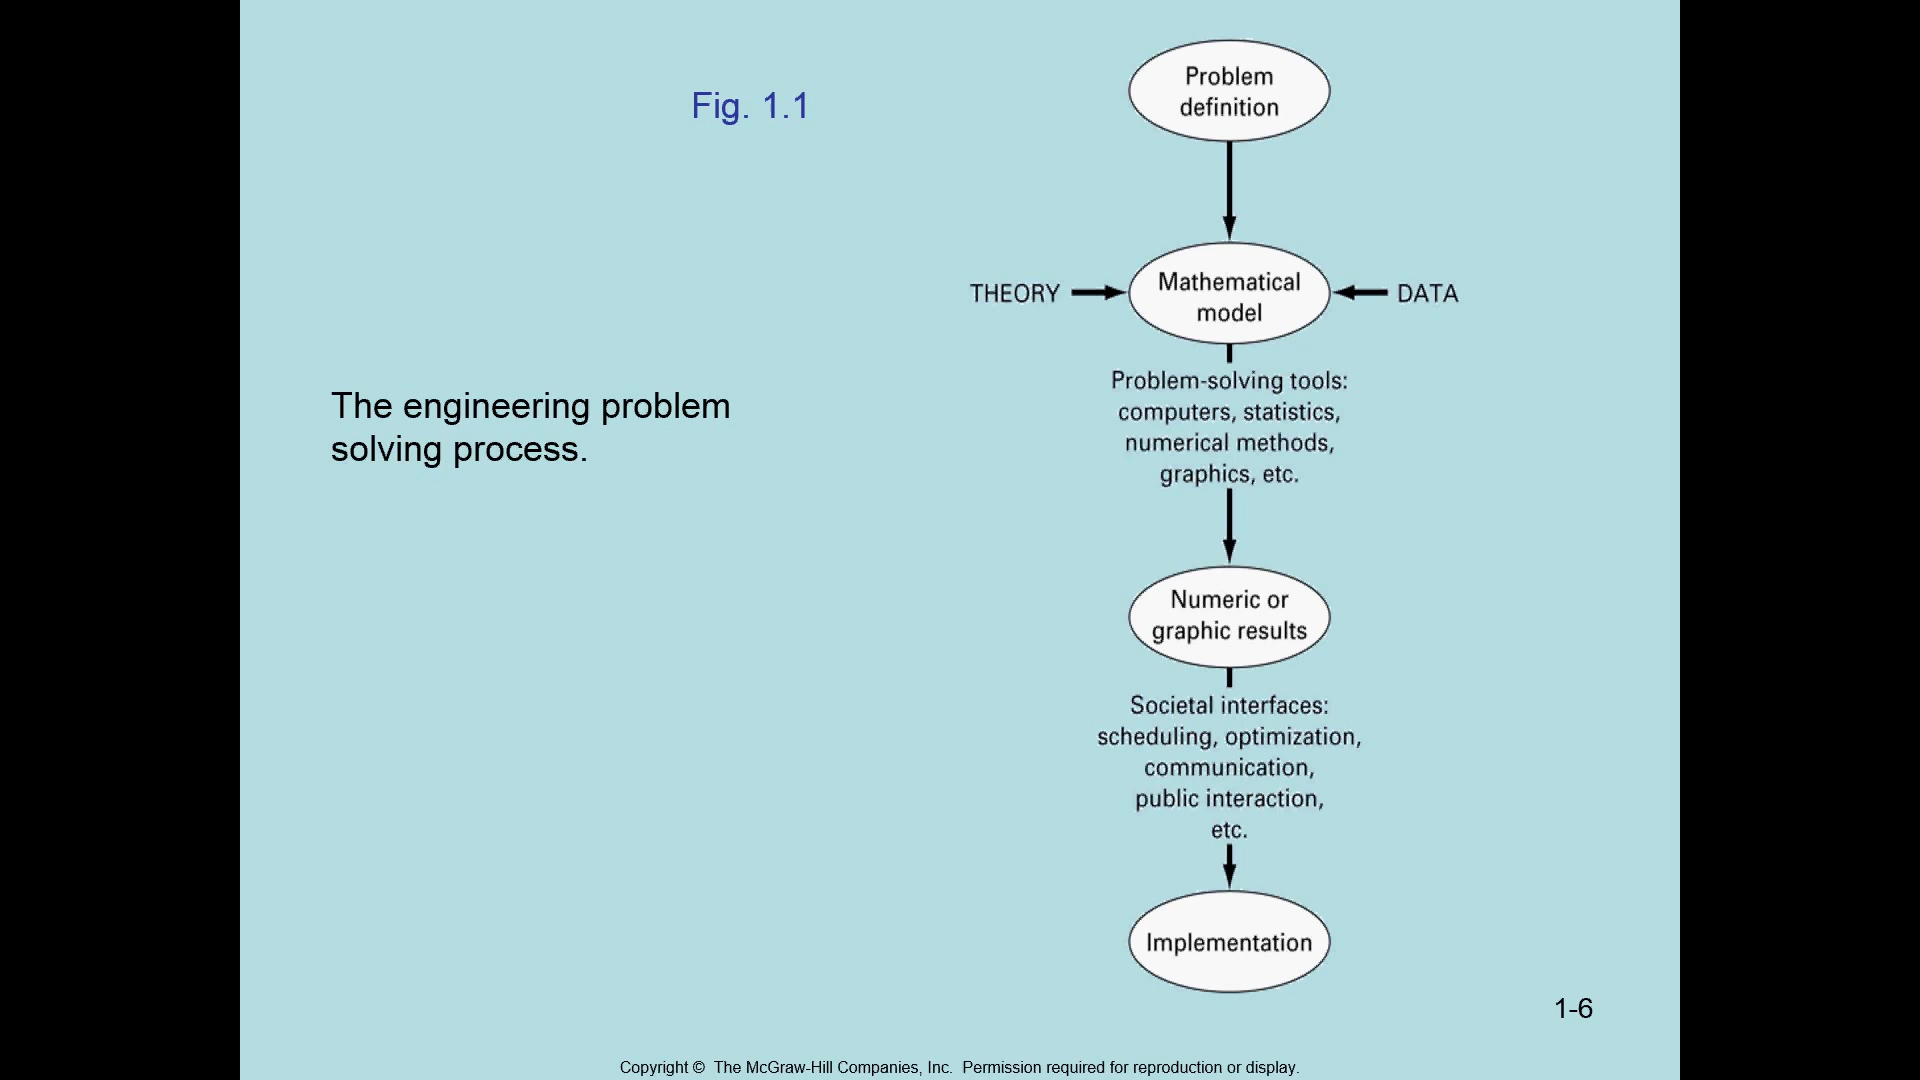 Fig. 1.1
The engineering problem
solving process.
Problem
definition
THEORY
Mathematical
model
DATA
Problem-solving tools:
computers, statistics,
numerical methods,
graphics, etc.
Numeric or
graphic results
Societal interfaces:
scheduling, optimization,
communication,
public interaction,
etc.
Implementation
1-6
Copyright © The McGraw-Hill Companies, Inc. Permission required for reproduction or display.